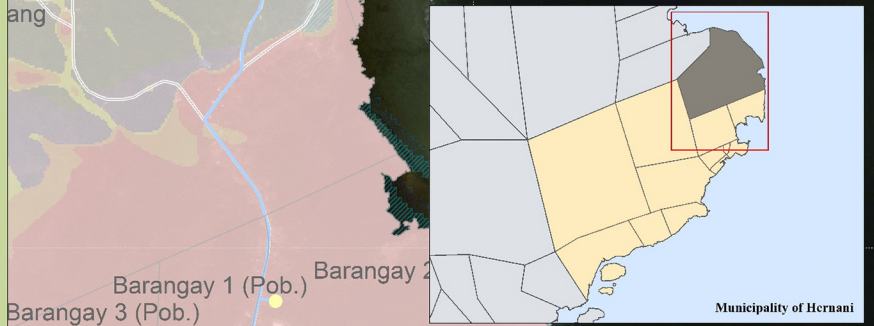 ang
Barangay 1 (Pob.)
Barangay 2
Barangay 3 (Pob.)
Municipality of Hernani